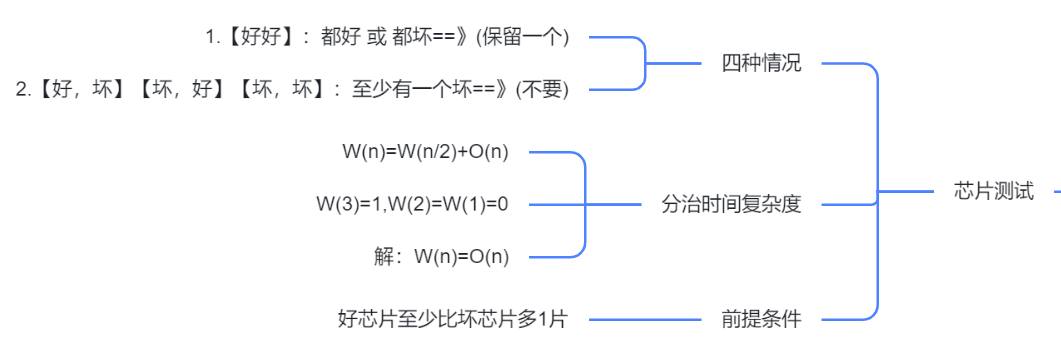 1.【好好】：都好 或 都坏==》(保留一个)
四种情况
2.【好，坏】【坏，好】【坏，坏】：至少有一个坏==》(不要)
W(n)=W(n/2)+O(n)
W(3)=1,W(2)=W(1)=0
分治时间复杂度
芯片测试
解：W(n)=O(n)
好芯片至少比坏芯片多1片
前提条件